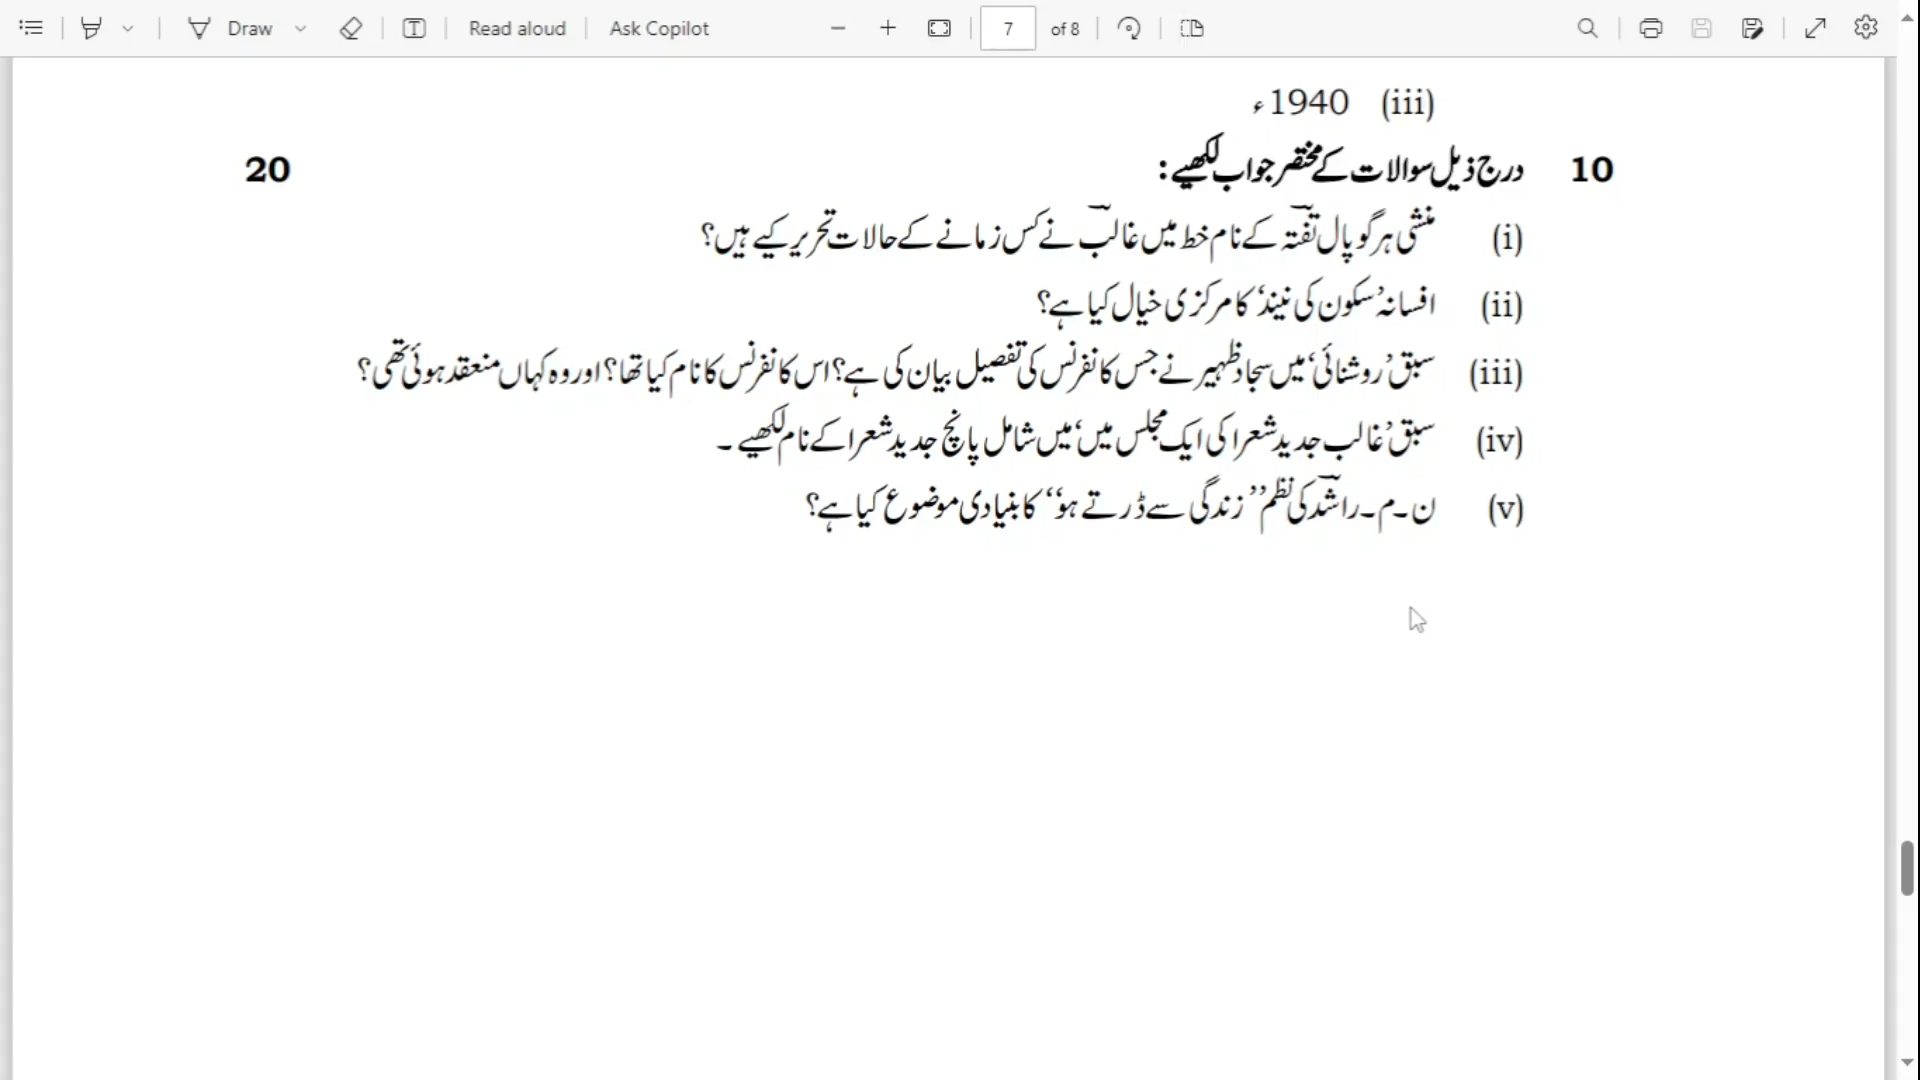 Draw Read aloud Ask Copilot 7 of 8
(iii) 1940ء
10 درج ذیل سوالات کے مختصر جواب لکھیے: 20
(i) منشی ہرگوپال تفتہؔ کے نام خط میں غالبؔ نے کس زمانے کے حالات تحریر کیے ہیں؟
(ii) افسانہ ’سکون کی نیند‘ کا مرکزی خیال کیا ہے؟
(iii) سبق ’روشنائی‘ میں سجاد ظہیر نے جس کانفرنس کی تفصیل بیان کی ہے؟ اس کانفرنس کا نام کیا تھا؟ اور وہ کہاں منعقد ہوئی تھی؟
(iv) سبق ’غالب جدید شعرا کی ایک مجلس میں‘ میں شامل پانچ جدید شعرا کے نام لکھیے۔
(v) ن۔م۔راشدؔ کی نظم ’’زندگی سے ڈرتے ہو‘‘ کا بنیادی موضوع کیا ہے؟